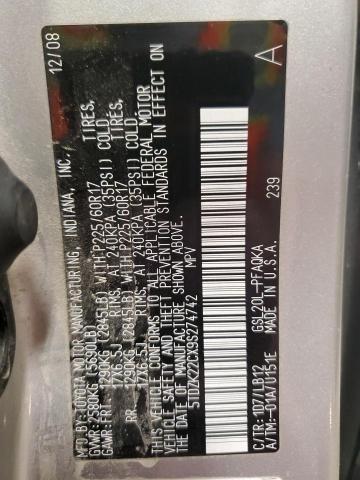 MFD. BY: TOYOTA MOTOR MANUFACTURING, INDIANA, INC. 12/08
GVWR: 2580KG (5690LB)
GAWR: FRT. 1290KG (2845LB) WITH P225/60R17 TIRES,
17X6.5J RIMS, AT 240KPA (35PSI) COLD.
RR. 1290KG (2845LB) WITH P225/60R17 TIRES,
17X6.5J RIMS, AT 240KPA (35PSI) COLD.
THIS VEHICLE CONFORMS TO ALL APPLICABLE FEDERAL MOTOR
VEHICLE SAFETY AND THEFT PREVENTION STANDARDS IN EFFECT ON
THE DATE OF MANUFACTURE SHOWN ABOVE.
5TDZK22CX9S274742 MPV
A
239
C/TR: 1D7/LB12 GSL20L-PFAQKA
A/TM: -01A/U151E MADE IN U.S.A.